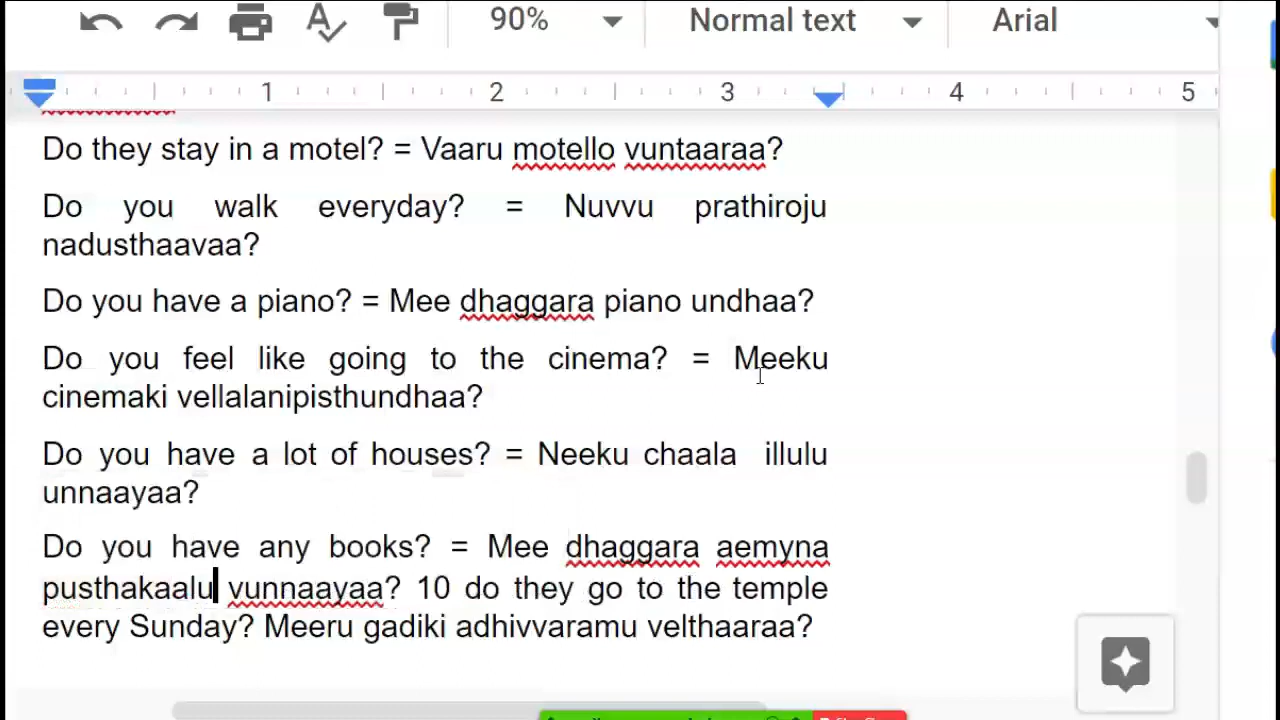 90% Normal text Arial
1 2 3 4 5
Do they stay in a motel? = Vaaru motello vuntaaraa?
Do you walk everyday? = Nuvvu prathiroju
nadusthaavaa?
Do you have a piano? = Mee dhaggara piano undhaa?
Do you feel like going to the cinema? = Meeku
cinemaki vellalanipisthundhaa?
Do you have a lot of houses? = Neeku chaala illulu
unnaayaa?
Do you have any books? = Mee dhaggara aemyna
pusthakaalu vunnaayaa? 10 do they go to the temple
every Sunday? Meeru gadiki adhivvaramu velthaaraa?